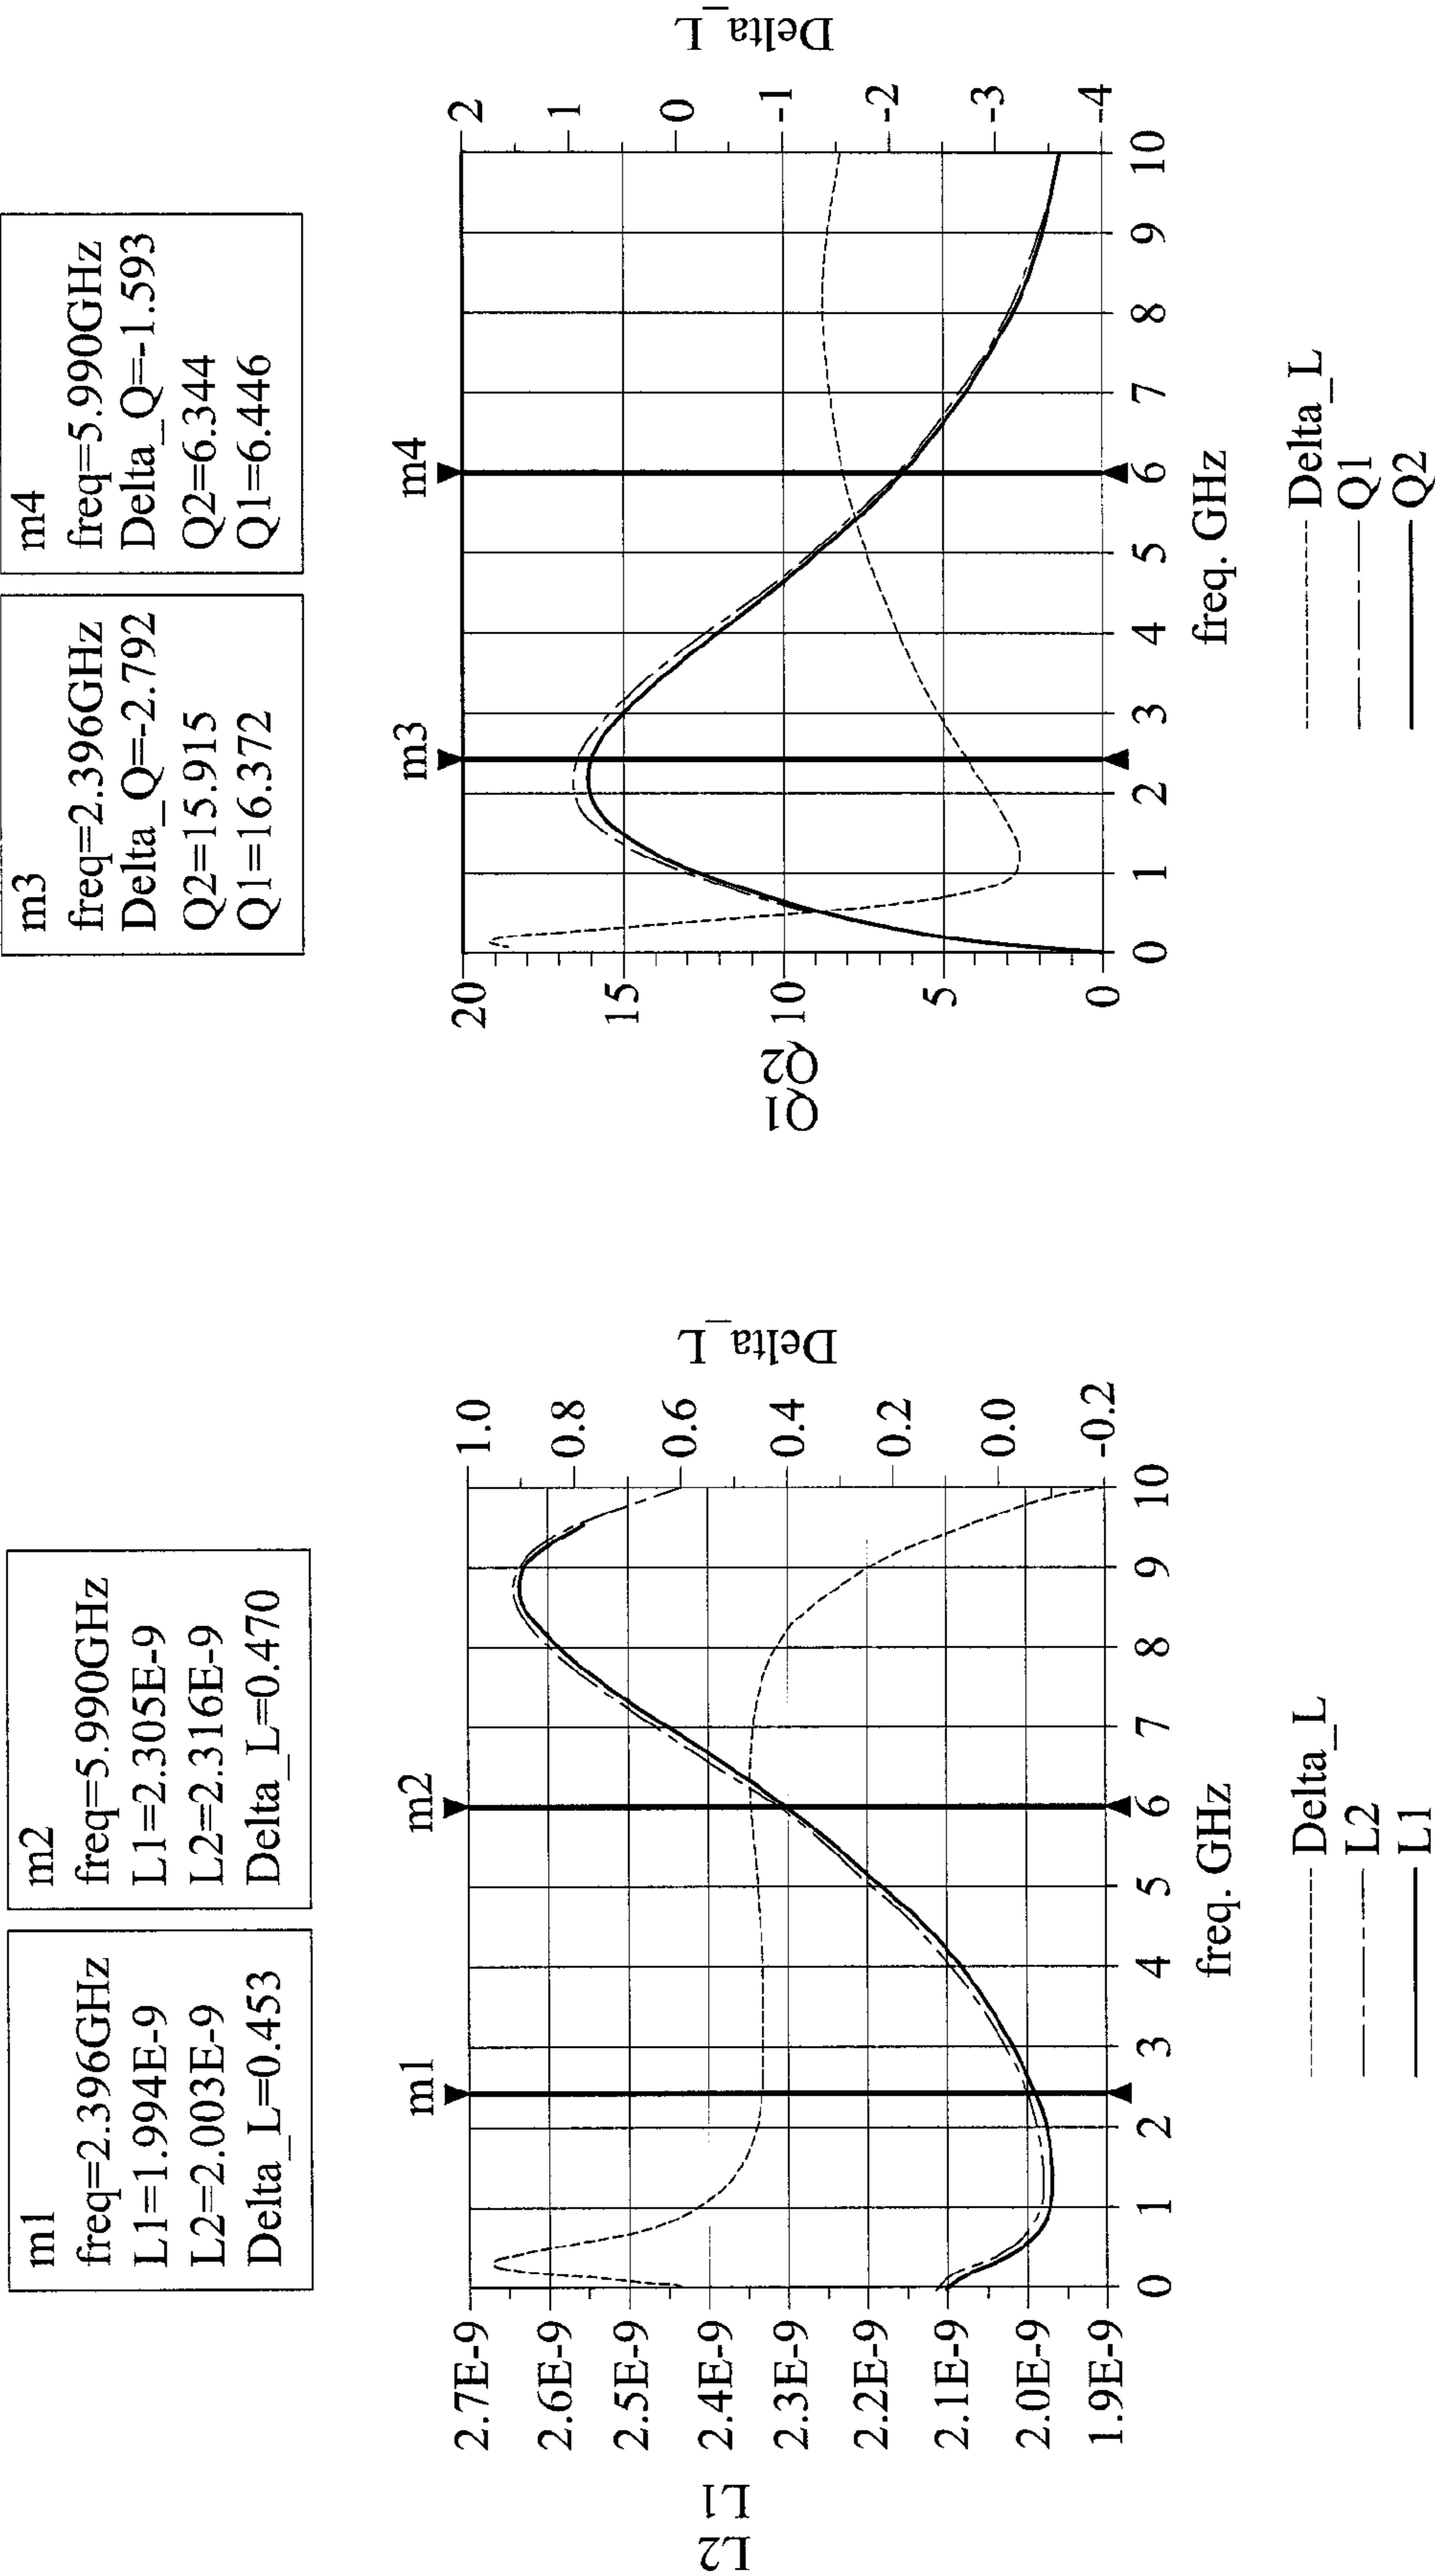 m1
freq=2.396GHz
L1=1.994E-9
L2=2.003E-9
Delta_L=0.453
m2
freq=5.990GHz
L1=2.305E-9
L2=2.316E-9
Delta_L=0.470
m1
m2
2.7E-9
2.6E-9
2.5E-9
2.4E-9
2.3E-9
2.2E-9
2.1E-9
2.0E-9
1.9E-9
L2
L1
1.0
0.8
0.6
0.4
0.2
0.0
-0.2
Delta_L
0 1 2 3 4 5 6 7 8 9 10
freq. GHz
Delta_L
L2
L1
m3
freq=2.396GHz
Delta_Q=-2.792
Q2=15.915
Q1=16.372
m4
freq=5.990GHz
Delta_Q=-1.593
Q2=6.344
Q1=6.446
m3
m4
20
15
10
5
0
Q1
Q2
2
1
0
-1
-2
-3
-4
Delta_L
0 1 2 3 4 5 6 7 8 9 10
freq. GHz
Delta_L
Q1
Q2